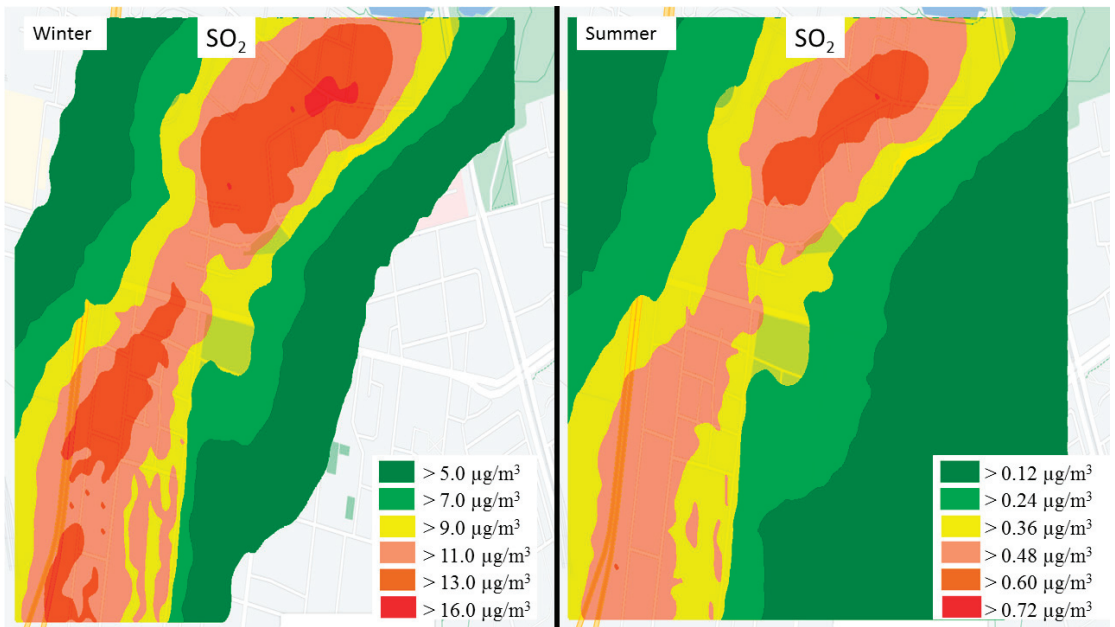 Winter
SO₂
> 5.0 µg/m³
> 7.0 µg/m³
> 9.0 µg/m³
> 11.0 µg/m³
> 13.0 µg/m³
> 16.0 µg/m³
Summer
SO₂
> 0.12 µg/m³
> 0.24 µg/m³
> 0.36 µg/m³
> 0.48 µg/m³
> 0.60 µg/m³
> 0.72 µg/m³